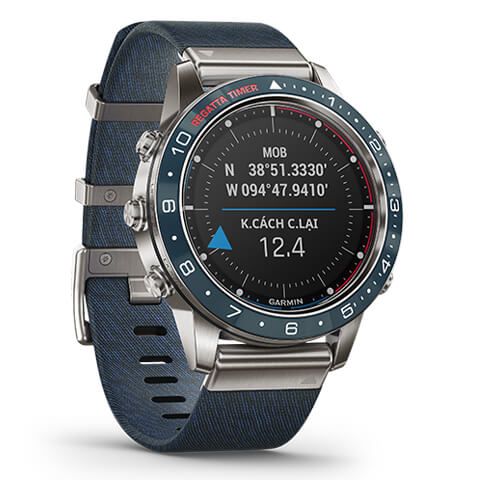 REGATTA TIMER
MOB
N 38°51.3330'
W 094°47.9410'
K.CÁCH C.LẠI
12.4
GARMIN
10
9
8
7
6
5
4
3
2
1